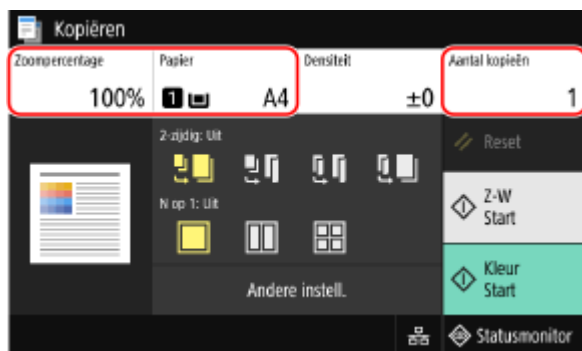 Kopiëren
Zoompercentage
100%
Papier
1 A4
Densiteit
±0
Aantal kopieën
1
2-zijdig: Uit
N op 1: Uit
Andere instell.
Reset
Z-W
Start
Kleur
Start
Statusmonitor